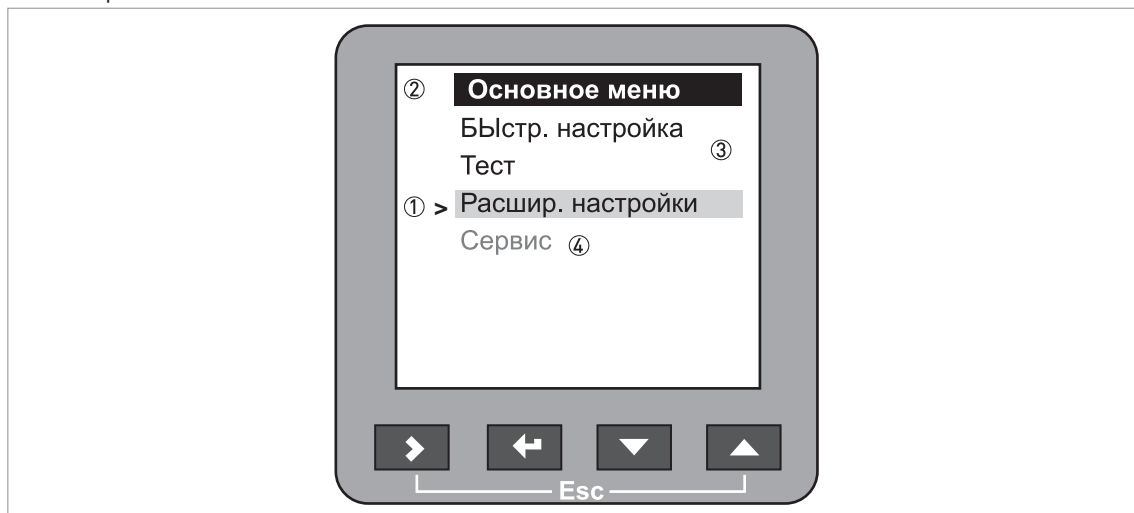 ② Основное меню
БЫстр. настройка
③
Тест
① > Расшир. настройки
Сервис ④
Esc